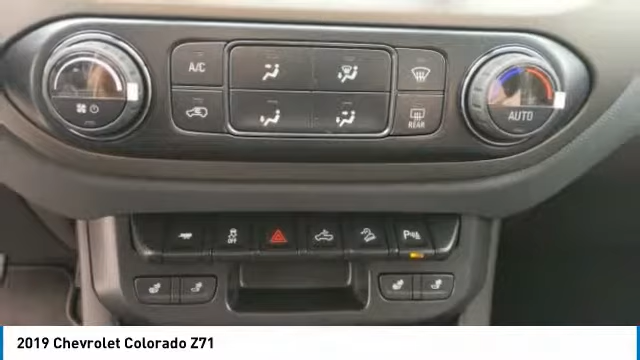 A/C
REAR
AUTO
OFF
P
2019 Chevrolet Colorado Z71